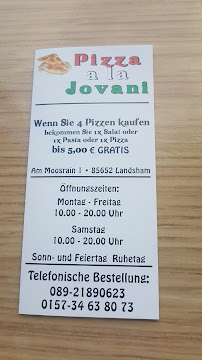 Pizza
a la
Jovani
Wenn Sie 4 Pizzen kaufen
bekommen Sie 1x Salat oder
1x Pasta oder 1x Pizza
bis 5,00 € GRATIS
Am Moosrain 1 • 85652 Landsham
Öffnungszeiten:
Montag - Freitag
10.00 - 20.00 Uhr
Samstag
10.00 - 20.00 Uhr
Sonn- und Feiertag Ruhetag
Telefonische Bestellung:
089-21890623
0157-34 63 80 73